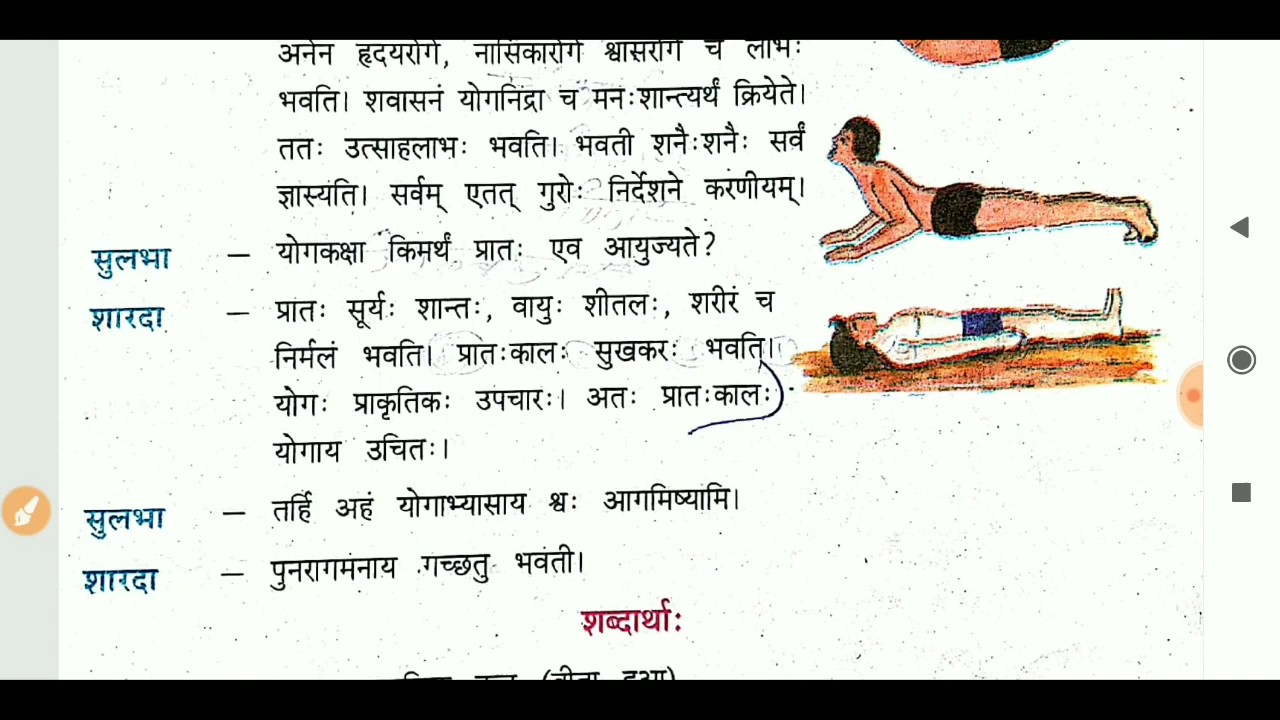 अनेन हृदयरोगे, नासिकारोगे श्वासरोगे च लाभः
भवति। शवासनं योगनिद्रा च मनःशान्त्यर्थं क्रियेते।
ततः उत्साहलाभः भवति। भवती शनैःशनैः सर्वं
ज्ञास्यति। सर्वम् एतत् गुरोः निर्देशने करणीयम्।
सुलभा – योगकक्षा किमर्थं प्रातः एव आयुज्यते?
शारदा – प्रातः सूर्यः शान्तः, वायुः शीतलः, शरीरं च
निर्मलं भवति। प्रातःकालः सुखकरः भवति।
योगः प्राकृतिकः उपचारः। अतः प्रातःकालः
योगाय उचितः।
सुलभा – तर्हि अहं योगाभ्यासाय श्वः आगमिष्यामि।
शारदा – पुनरागमनाय गच्छतु भवती।
शब्दार्थाः
(बीता हुआ)